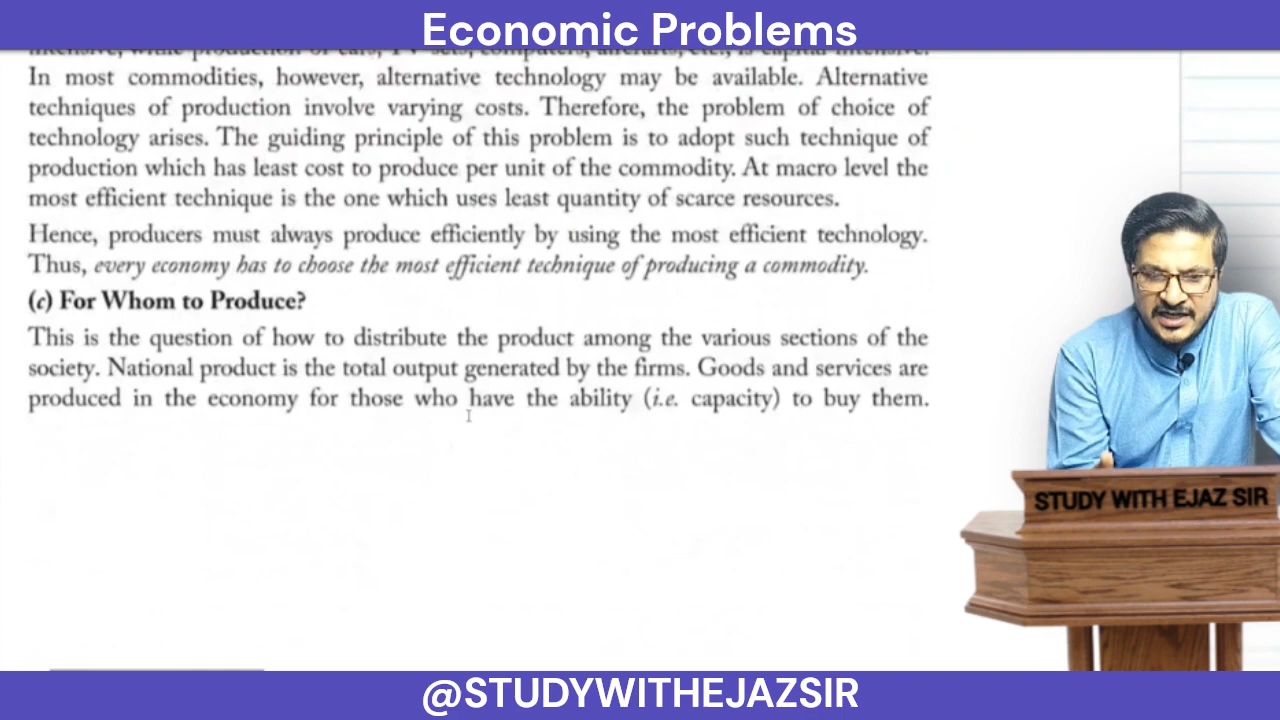 Economic Problems
In most commodities, however, alternative technology may be available. Alternative
techniques of production involve varying costs. Therefore, the problem of choice of
technology arises. The guiding principle of this problem is to adopt such technique of
production which has least cost to produce per unit of the commodity. At macro level the
most efficient technique is the one which uses least quantity of scarce resources.
Hence, producers must always produce efficiently by using the most efficient technology.
Thus, every economy has to choose the most efficient technique of producing a commodity.
(c) For Whom to Produce?
This is the question of how to distribute the product among the various sections of the
society. National product is the total output generated by the firms. Goods and services are
produced in the economy for those who have the ability (i.e. capacity) to buy them.
STUDY WITH EJAZ SIR
@STUDYWITHEJAZSIR